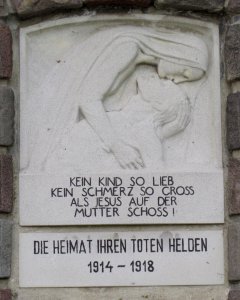 KEIN KIND SO LIEB
KEIN SCHMERZ SO GROSS
ALS JESUS AUF DER
MUTTER SCHOSS!
DIE HEIMAT IHREN TOTEN HELDEN
1914 - 1918